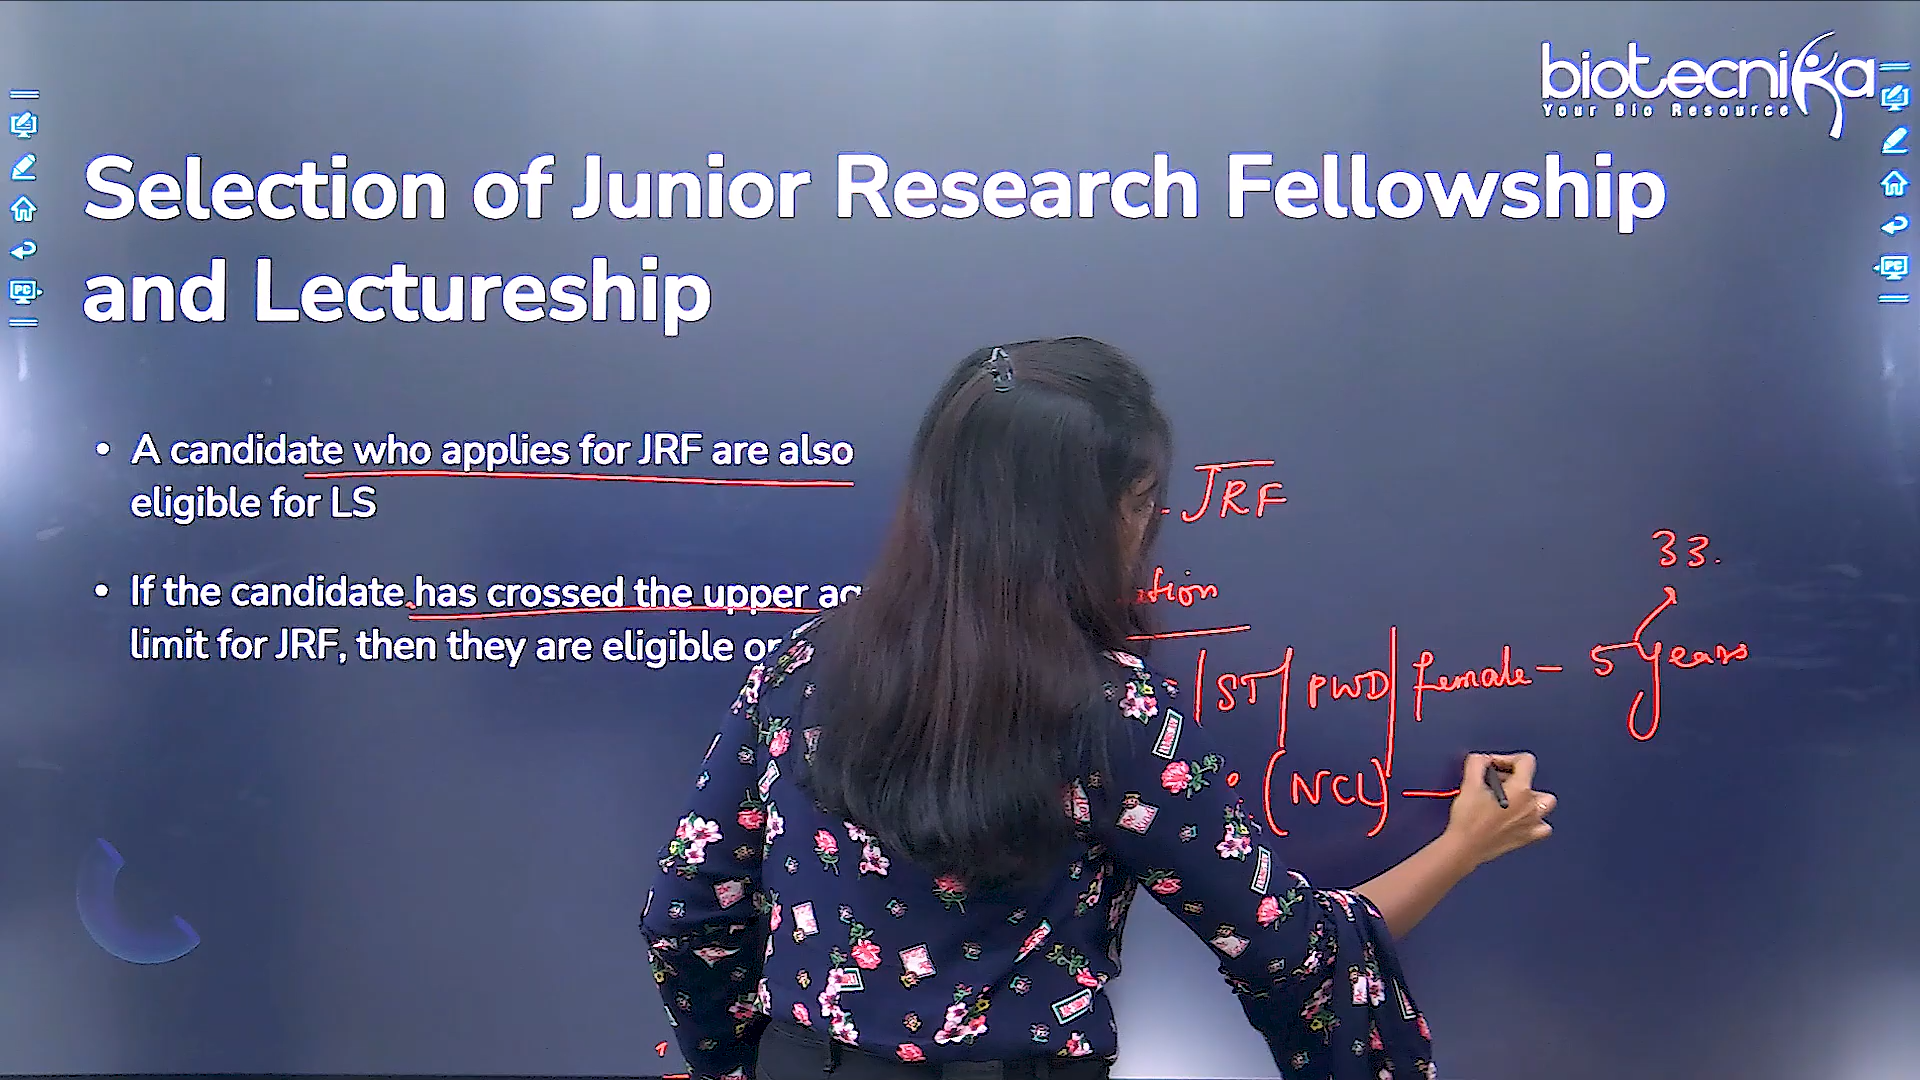 biotecnika
Your Bio Resource
Selection of Junior Research Fellowship
and Lectureship
• A candidate who applies for JRF are also
eligible for LS
• If the candidate has crossed the upper
limit for JRF, then they are eligible
JRF
33.
ST / PWD / female - 5 years
(NCL) -
PC
PC